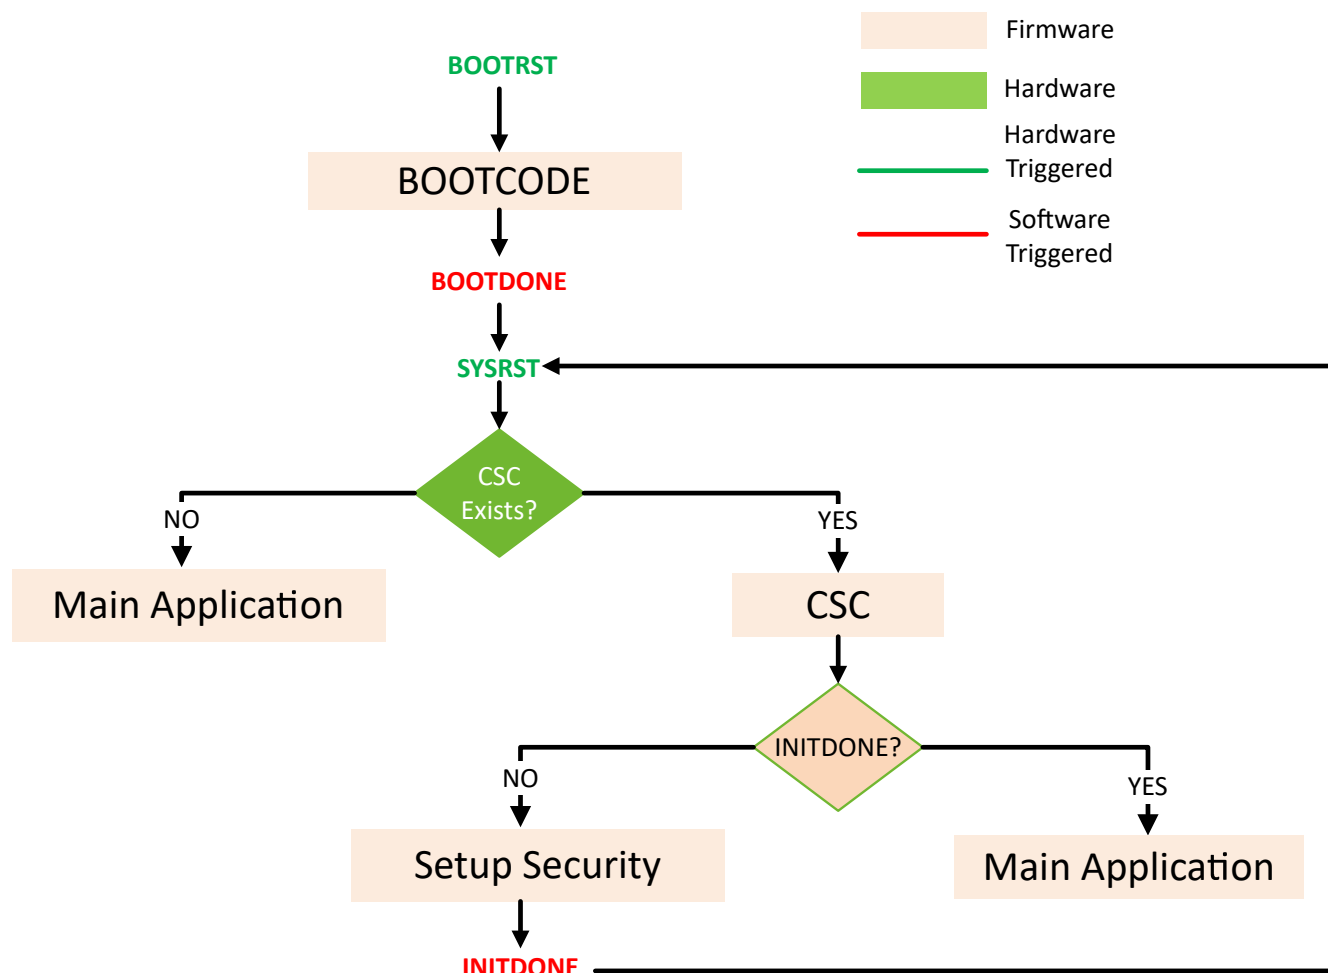 Firmware
BOOTRST
Hardware
Hardware
Triggered
BOOTCODE
Software
Triggered
BOOTDONE
SYSRST
CSC
Exists?
NO
YES
Main Application
CSC
INITDONE?
NO
YES
Setup Security
Main Application
INITDONE